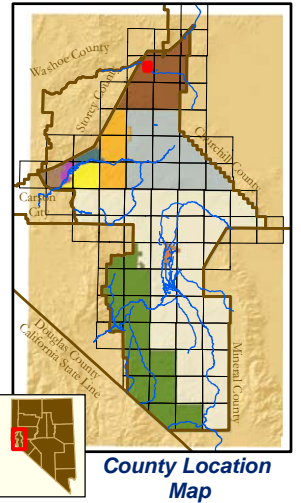 Washoe County
Storey County
Churchill County
Carson
City
Douglas County
California State Line
Mineral County
County Location
Map